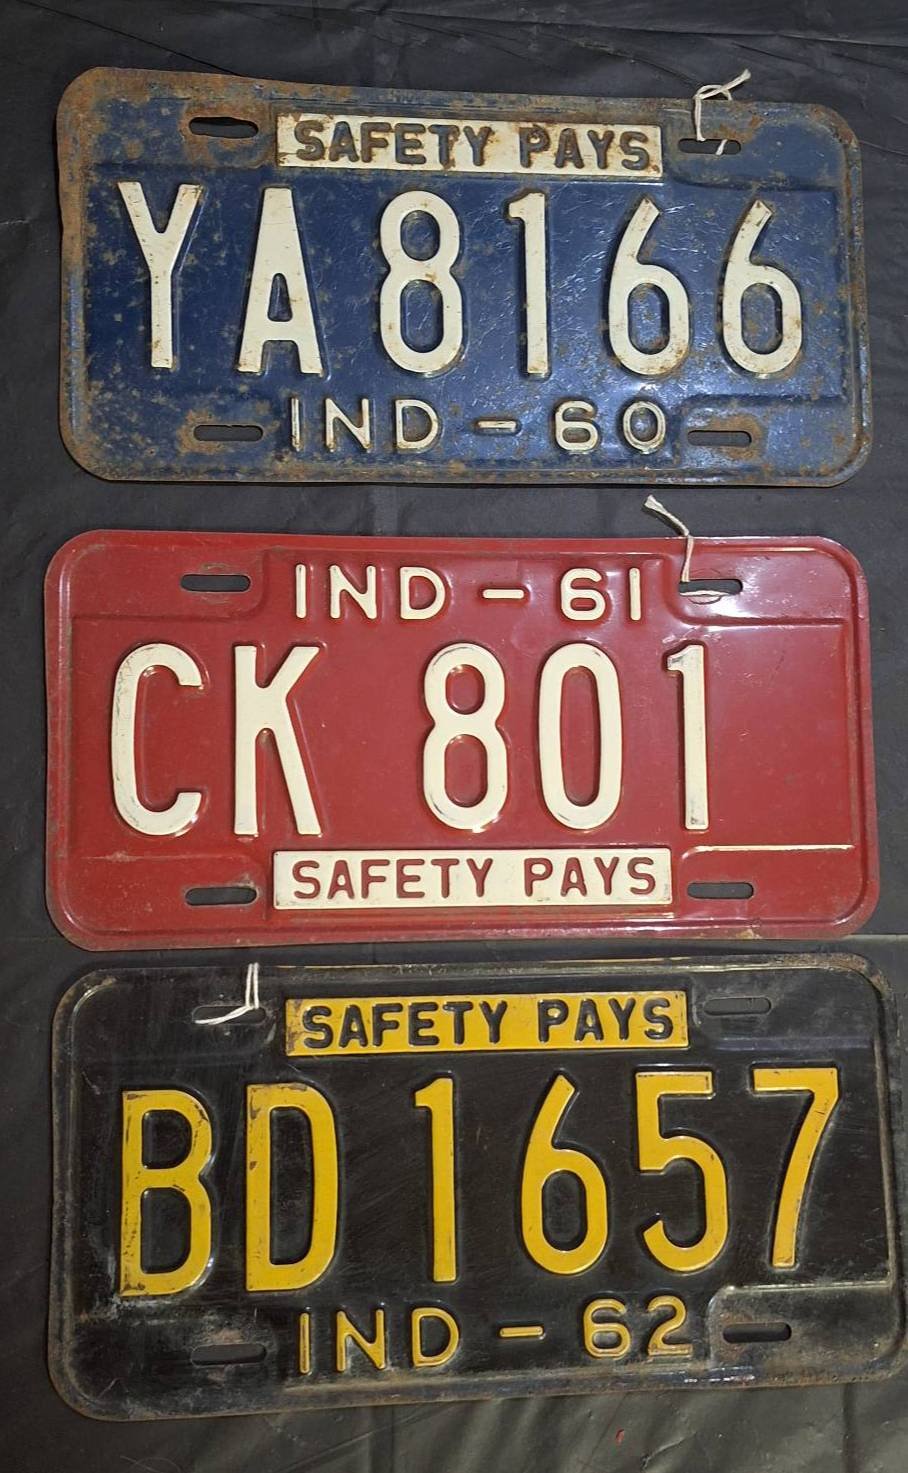 SAFETY PAYS
YA 8166
IND - 60
IND - 61
CK 801
SAFETY PAYS
SAFETY PAYS
BD 1657
IND - 62